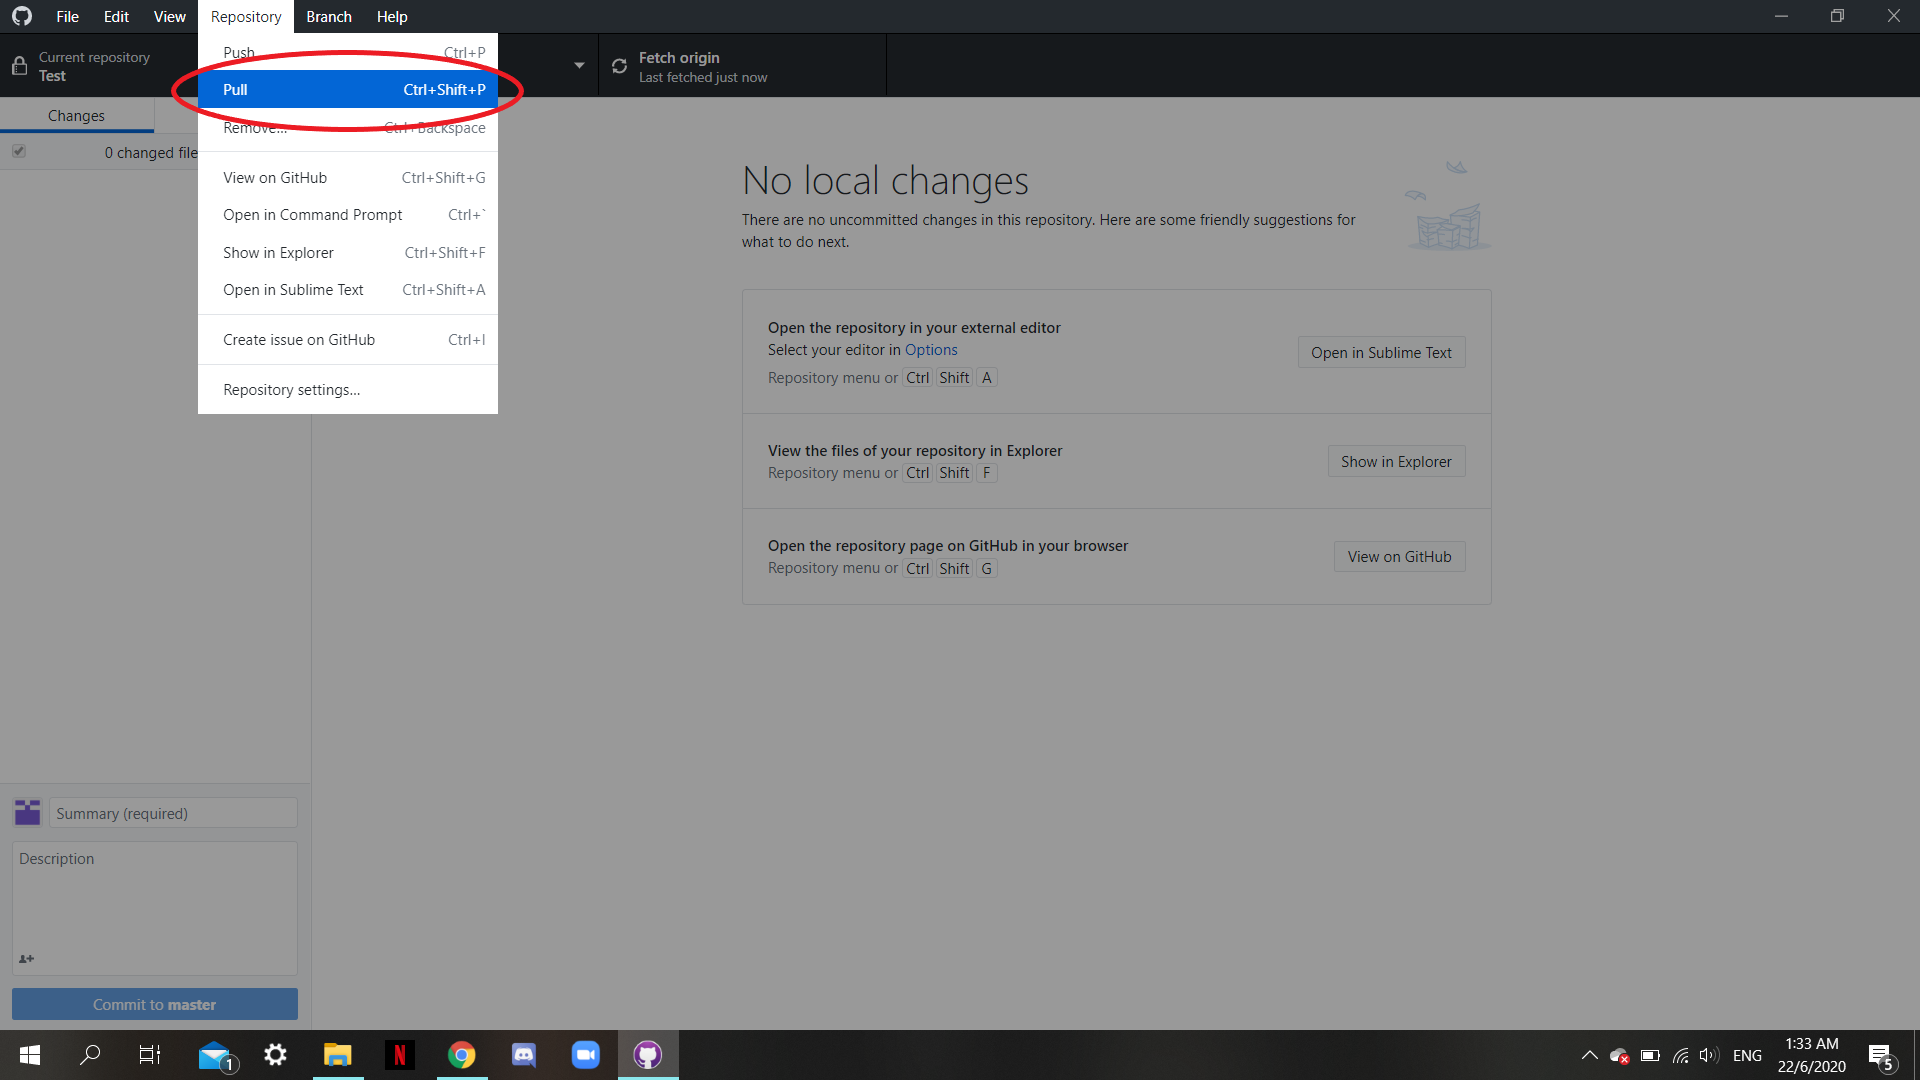 File Edit View Repository Branch Help
Current repository
Test
Fetch origin
Last fetched just now
Push Ctrl+P
Pull Ctrl+Shift+P
Remove... Ctrl+Backspace
View on GitHub Ctrl+Shift+G
Open in Command Prompt Ctrl+`
Show in Explorer Ctrl+Shift+F
Open in Sublime Text Ctrl+Shift+A
Create issue on GitHub Ctrl+I
Repository settings...
Changes
0 changed file
No local changes
There are no uncommitted changes in this repository. Here are some friendly suggestions for
what to do next.
Open the repository in your external editor
Select your editor in Options
Repository menu or Ctrl Shift A
Open in Sublime Text
View the files of your repository in Explorer
Repository menu or Ctrl Shift F
Show in Explorer
Open the repository page on GitHub in your browser
Repository menu or Ctrl Shift G
View on GitHub
Summary (required)
Description
Commit to master
1
N
ENG
1:33 AM
22/6/2020
5